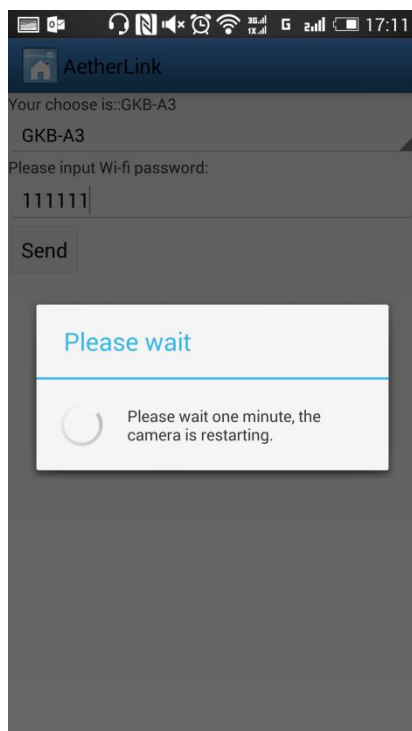 17:11
AetherLink
Your choose is::GKB-A3
GKB-A3
Please input Wi-fi password:
111111
Send
Please wait
Please wait one minute, the
camera is restarting.